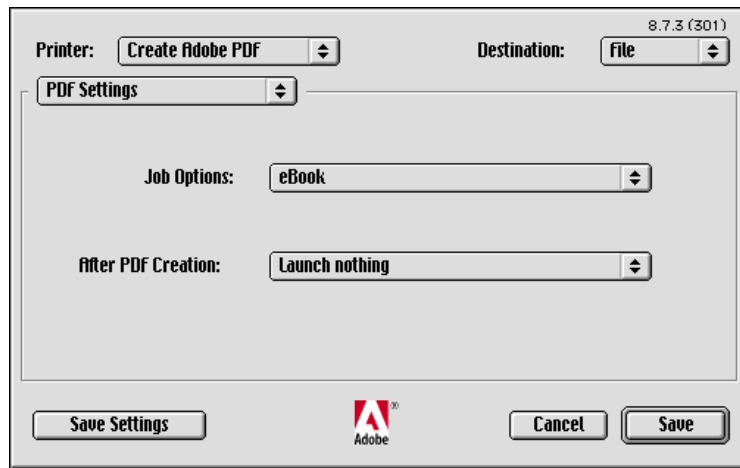 8.7.3 (301)
Printer: Create Adobe PDF Destination: File
PDF Settings
Job Options: eBook
After PDF Creation: Launch nothing
Save Settings Adobe® Cancel Save